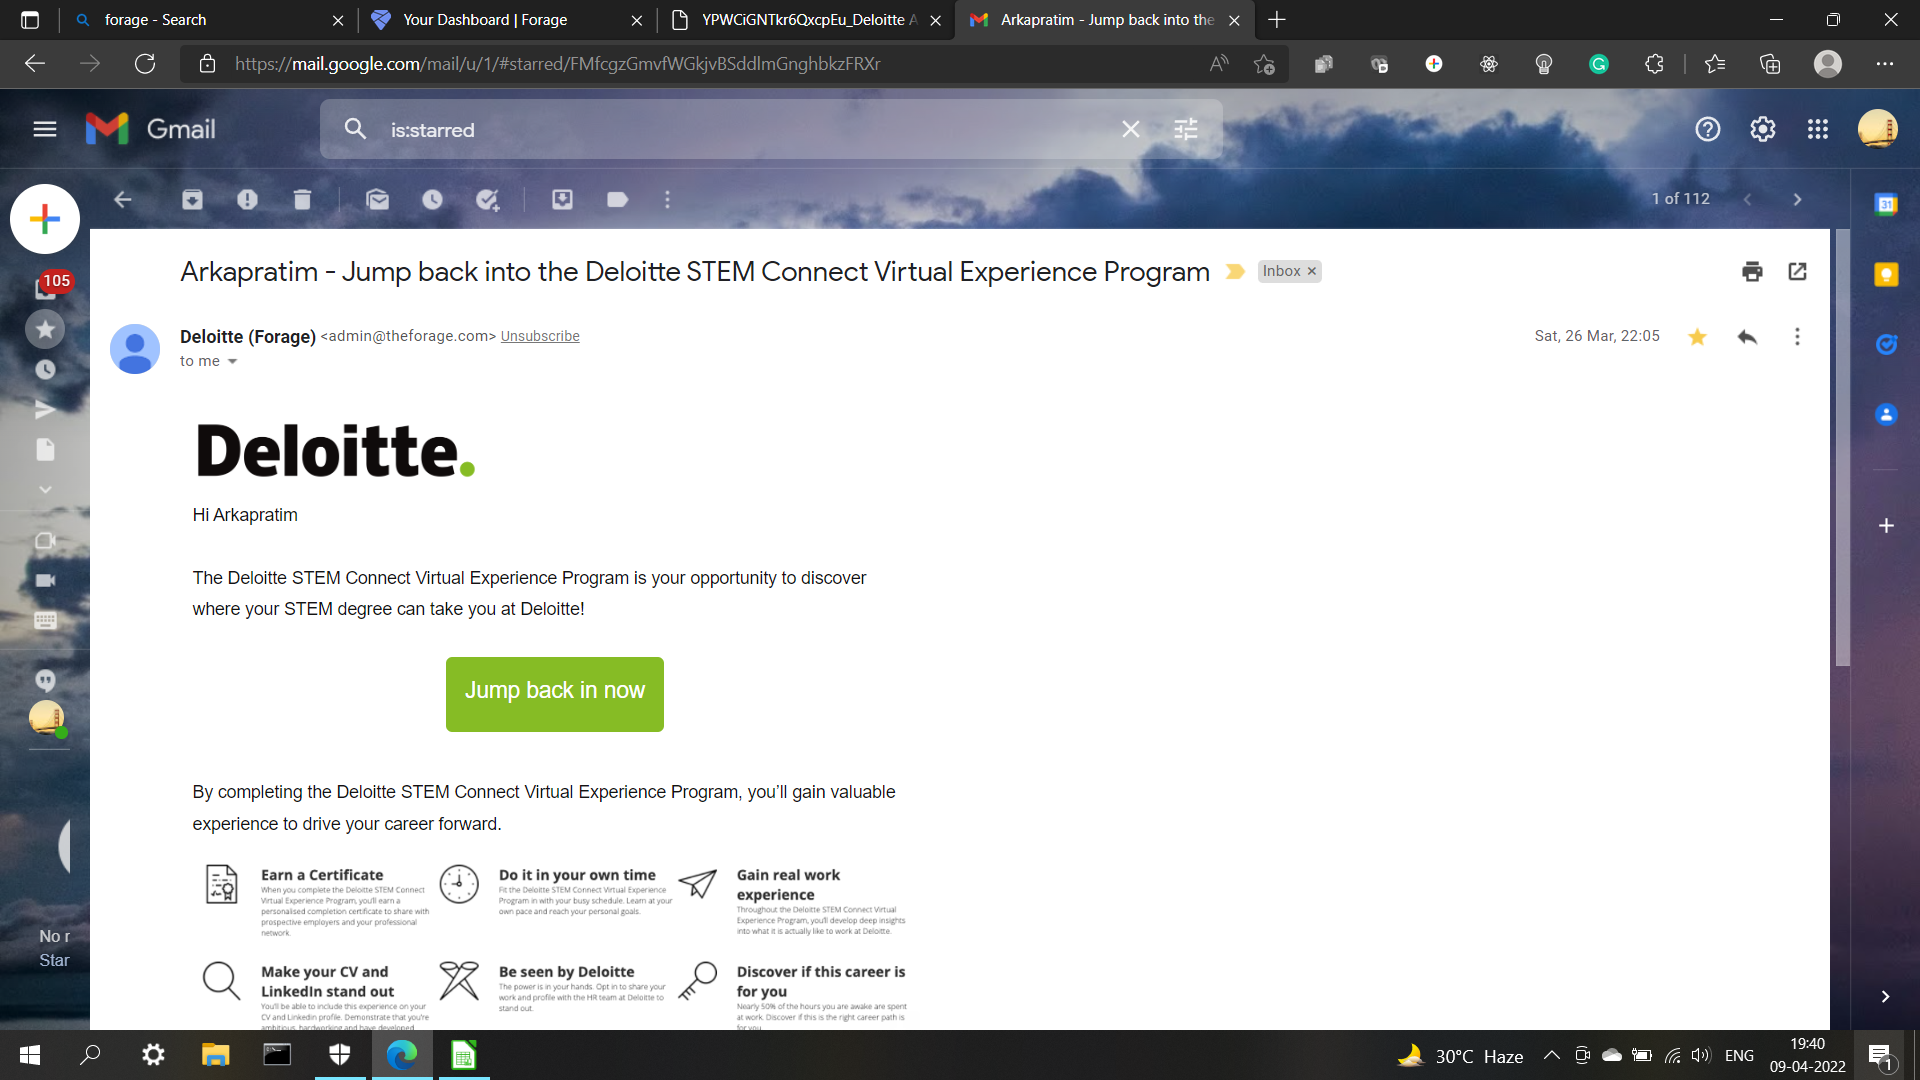 forage - Search
Your Dashboard | Forage
YPWCiGNTkr6QxcpEu_Deloitte A
Arkapratim - Jump back into the
https://mail.google.com/mail/u/1/#starred/FMfcgzGmvfWGkjvBSddlmGnghbkzFRXr
Gmail
is:starred
1 of 112
105
Arkapratim - Jump back into the Deloitte STEM Connect Virtual Experience Program
Inbox ×
Deloitte (Forage) <admin@theforage.com> Unsubscribe
Sat, 26 Mar, 22:05
to me
Deloitte.
Hi Arkapratim
The Deloitte STEM Connect Virtual Experience Program is your opportunity to discover
where your STEM degree can take you at Deloitte!
Jump back in now
By completing the Deloitte STEM Connect Virtual Experience Program, you’ll gain valuable
experience to drive your career forward.
Earn a Certificate
When you complete the Deloitte STEM Connect
Virtual Experience Program, you'll earn a
personalised completion certificate to share with
prospective employers and your professional
network.
Do it in your own time
Fit the Deloitte STEM Connect Virtual Experience
Program in with your busy schedule. Learn at your
own pace and reach your personal goals.
Gain real work
experience
Throughout the Deloitte STEM Connect Virtual
Experience Program, you'll develop deep insights
into what it is actually like to work at Deloitte.
Make your CV and
LinkedIn stand out
You'll be able to include this experience on your
CV and LinkedIn profile. Demonstrate that you're
ambitious, hardworking and have developed
Be seen by Deloitte
The power is in your hands. Opt in to share your
work and profile with the HR team at Deloitte to
stand out.
Discover if this career is
for you
Nearly 50% of the hours you are awake are spent
at work. Discover if this is the right career path is
for you.
No r
Star
30°C Haze
ENG
19:40
09-04-2022
1